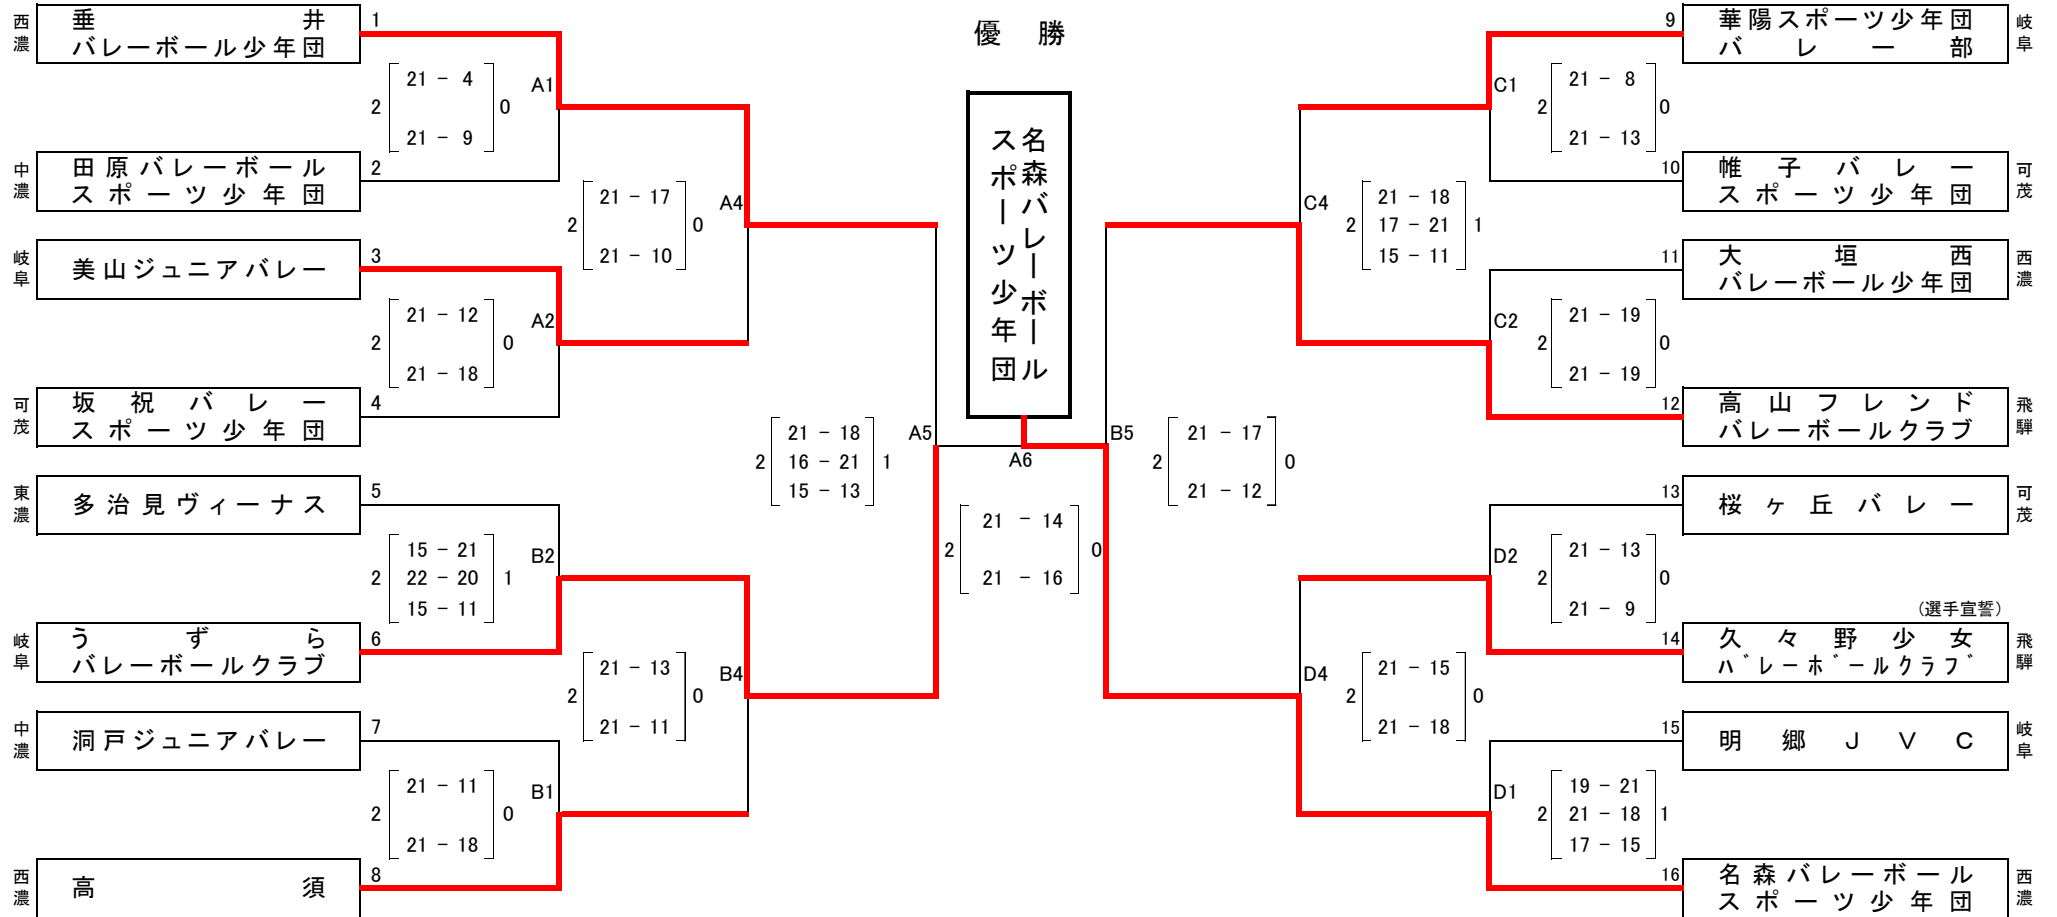 優勝
名森バレーボール
スポーツ少年団
西濃
垂井
バレーボール少年団
1
2
21 - 4
21 - 9
0
A1
中濃
田原バレーボール
スポーツ少年団
2
2
21 - 17
21 - 10
0
A4
岐阜
美山ジュニアバレー
3
2
21 - 12
21 - 18
0
A2
可茂
坂祝バレー
スポーツ少年団
4
2
21 - 18
16 - 21
15 - 13
1
A5
東濃
多治見ヴィーナス
5
2
15 - 21
22 - 20
15 - 11
1
B2
岐阜
うずら
バレーボールクラブ
6
2
21 - 13
21 - 11
0
B4
中濃
洞戸ジュニアバレー
7
2
21 - 11
21 - 18
0
B1
西濃
高須
8
A6
2
21 - 14
21 - 16
0
9
華陽スポーツ少年団
バレー部
岐阜
C1
2
21 - 8
21 - 13
0
10
帷子バレー
スポーツ少年団
可茂
C4
2
21 - 18
17 - 21
15 - 11
1
11
大垣西
バレーボール少年団
西濃
C2
2
21 - 19
21 - 19
0
12
高山フレンド
バレーボールクラブ
飛騨
B5
2
21 - 17
21 - 12
0
13
桜ヶ丘バレー
可茂
D2
2
21 - 13
21 - 9
0
(選手宣誓)
14
久々野少女
バレーボールクラブ
飛騨
D4
2
21 - 15
21 - 18
0
15
明郷JVC
岐阜
D1
2
19 - 21
21 - 18
17 - 15
1
16
名森バレーボール
スポーツ少年団
西濃